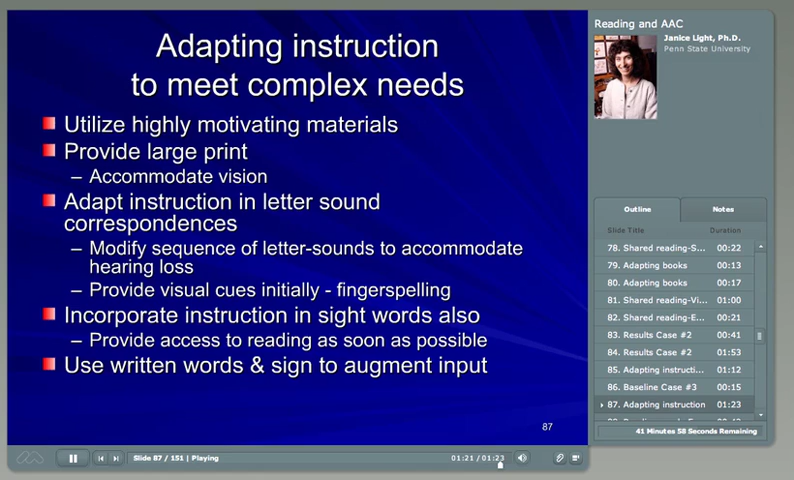 Adapting instruction
to meet complex needs
Utilize highly motivating materials
Provide large print
– Accommodate vision
Adapt instruction in letter sound
correspondences
– Modify sequence of letter-sounds to accommodate
hearing loss
– Provide visual cues initially - fingerspelling
Incorporate instruction in sight words also
– Provide access to reading as soon as possible
Use written words & sign to augment input
87
Slide 87 / 151 | Playing
01:21 / 01:23
Reading and AAC
Janice Light, Ph.D.
Penn State University
Outline
Notes
Slide Title Duration
78. Shared reading-S... 00:22
79. Adapting books 00:13
80. Adapting books 00:17
81. Shared reading-Vi... 01:00
82. Shared reading-E... 00:21
83. Results Case #2 00:41
84. Results Case #2 01:53
85. Adapting instructi... 01:12
86. Baseline Case #3 00:15
87. Adapting instruction 01:23
41 Minutes 58 Seconds Remaining